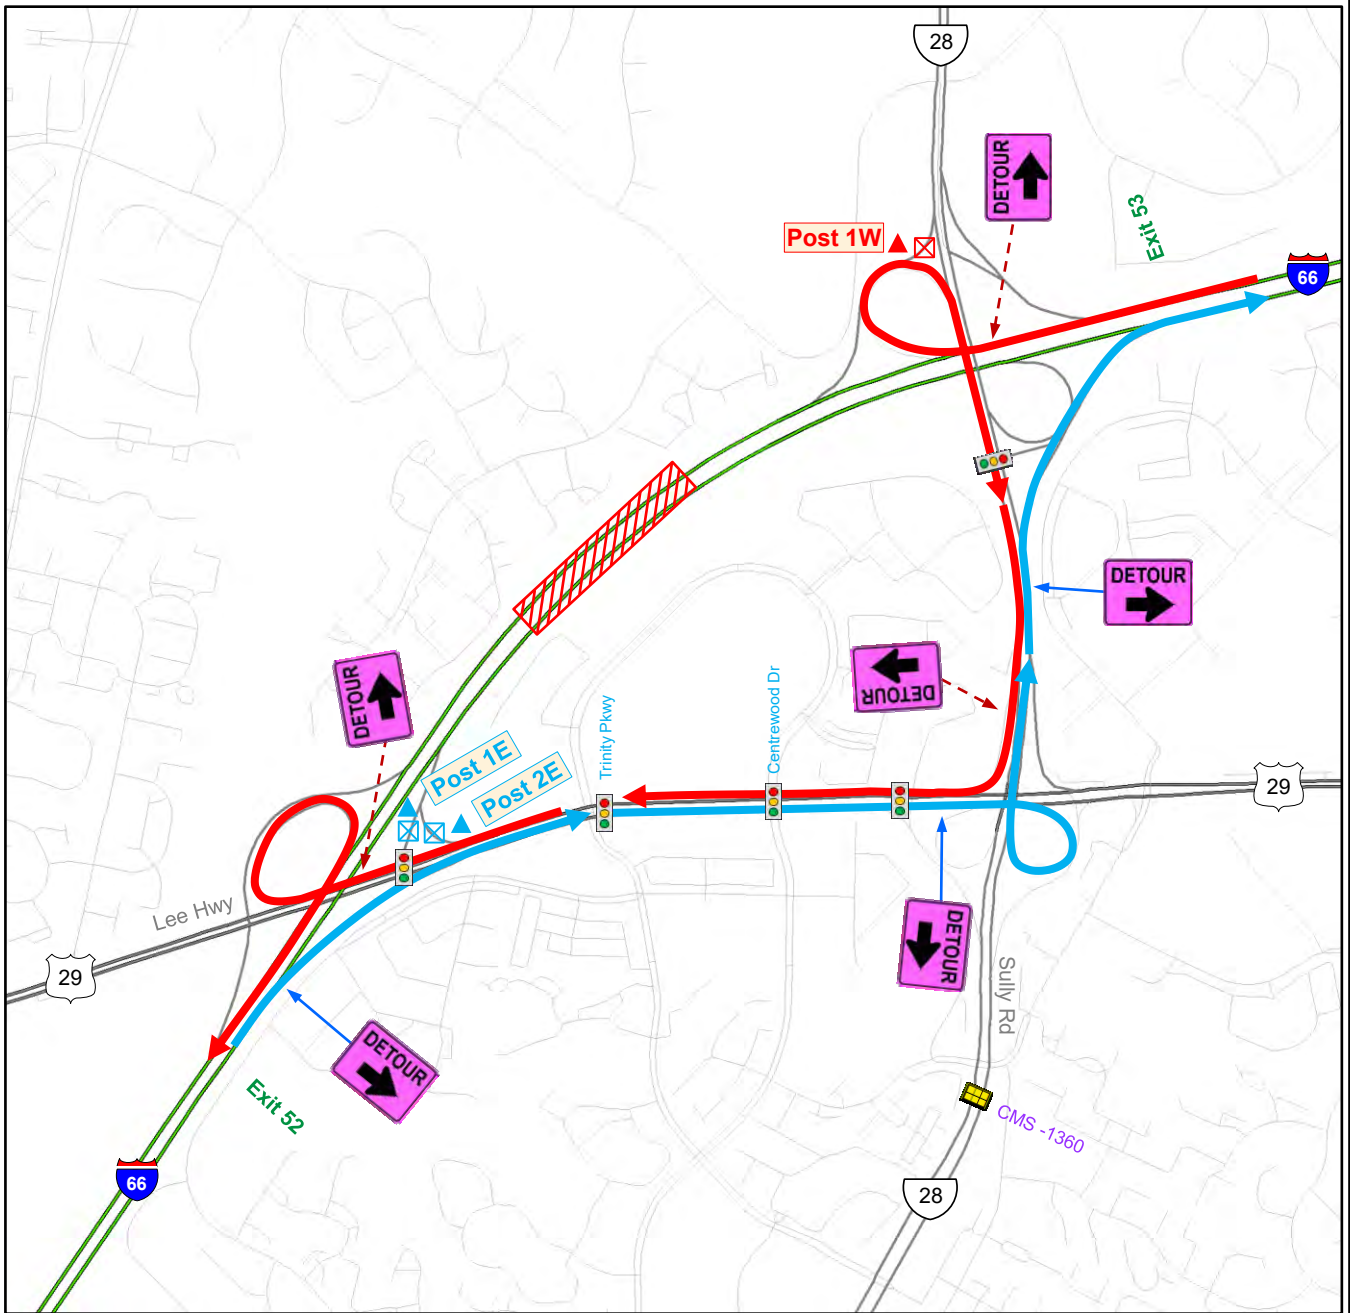 28
DETOUR
Exit 53
Post 1W
66
DETOUR
DETOUR
DETOUR
Trinity Pkwy
Centrewood Dr
Post 1E
Post 2E
29
Lee Hwy
29
DETOUR
Sully Rd
DETOUR
Exit 52
CMS -1360
66
28